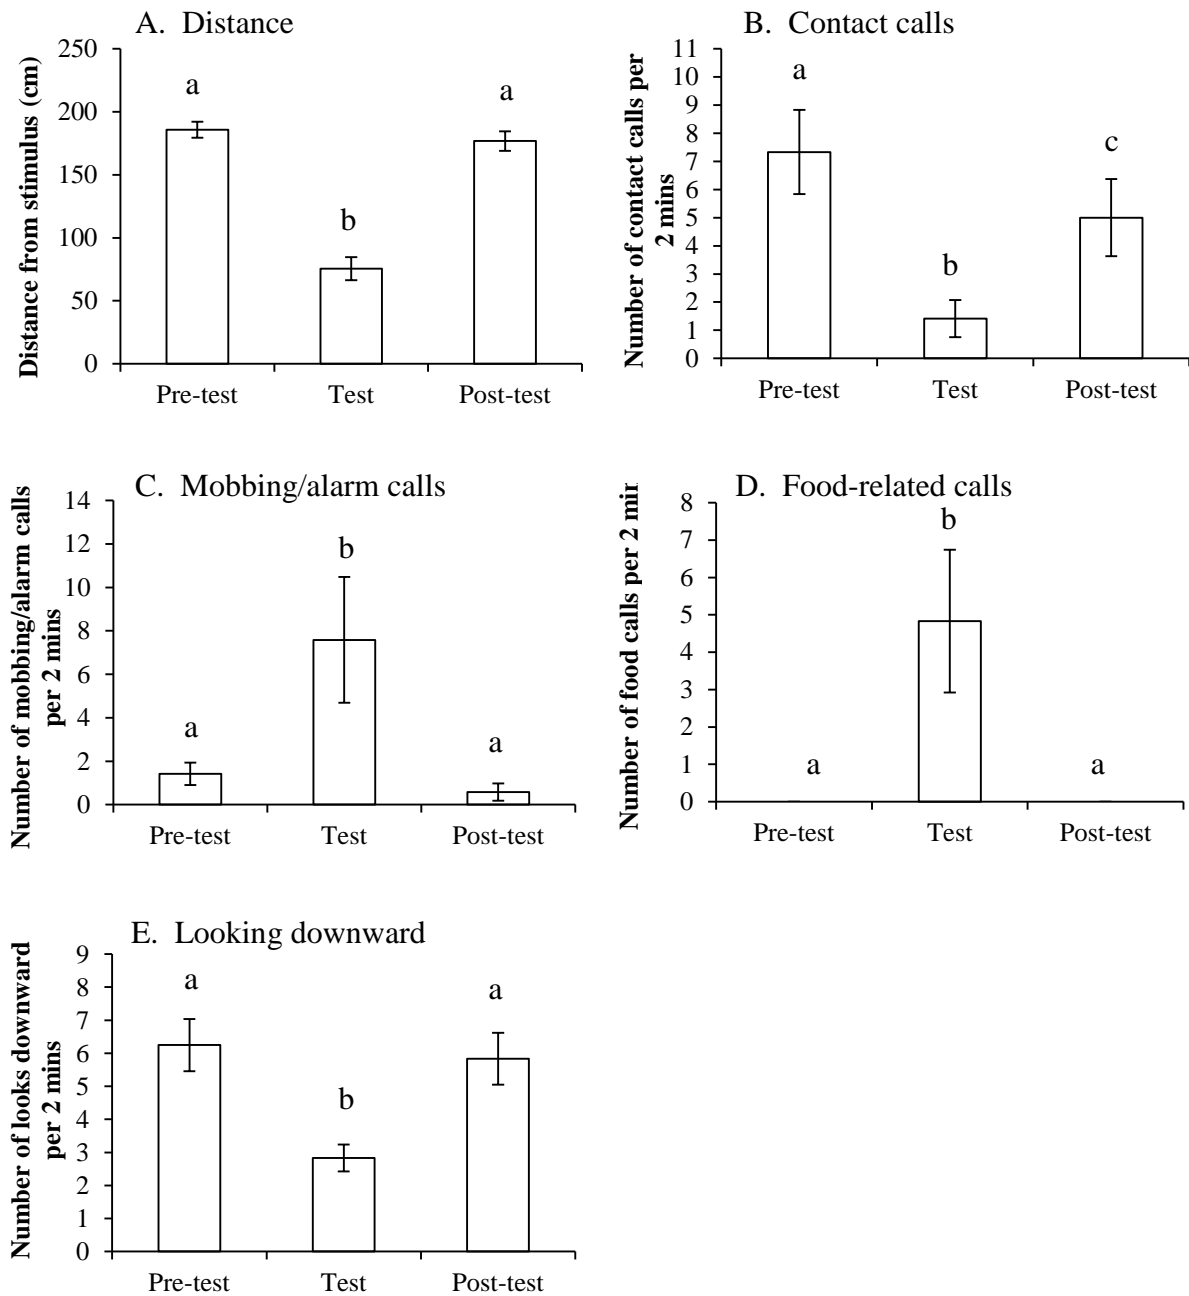 A. Distance
Distance from stimulus (cm)
250
200
150
100
50
0
a
b
a
Pre-test
Test
Post-test
B. Contact calls
Number of contact calls per
2 mins
11
10
9
8
7
6
5
4
3
2
1
0
a
b
c
Pre-test
Test
Post-test
C. Mobbing/alarm calls
Number of mobbing/alarm calls
per 2 mins
14
12
10
8
6
4
2
0
a
b
a
Pre-test
Test
Post-test
D. Food-related calls
Number of food calls per 2
8
7
6
5
4
3
2
1
0
a
b
a
Pre-test
Test
Post-test
E. Looking downward
Number of looks downward
per 2 mins
9
8
7
6
5
4
3
2
1
0
a
b
a
Pre-test
Test
Post-test